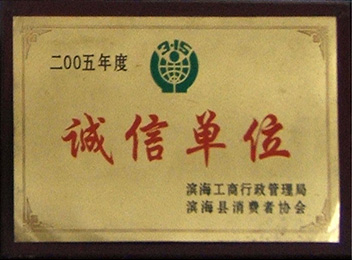 3·15
二00五年度
诚信单位
滨海工商行政管理局
滨海县消费者协会